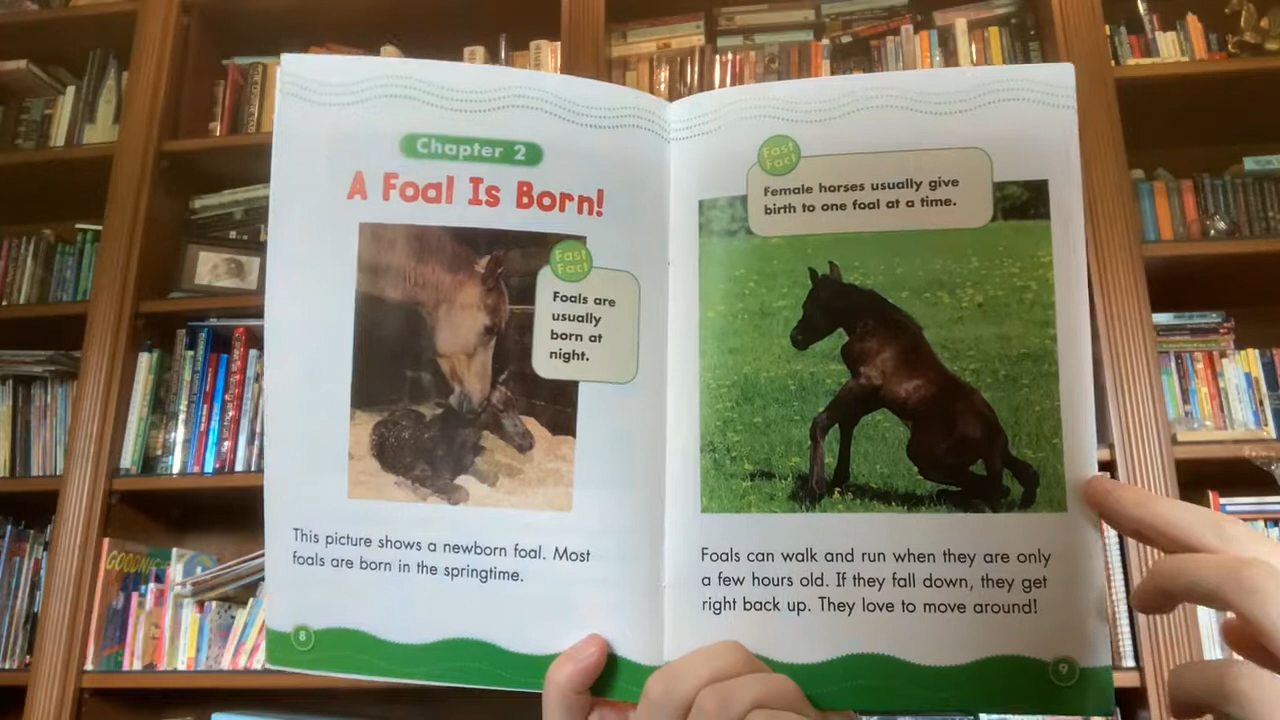 Chapter 2
A Foal Is Born!
Fast
Fact
Foals are
usually
born at
night.
This picture shows a newborn foal. Most
foals are born in the springtime.
8
Fast
Fact
Female horses usually give
birth to one foal at a time.
Foals can walk and run when they are only
a few hours old. If they fall down, they get
right back up. They love to move around!
9